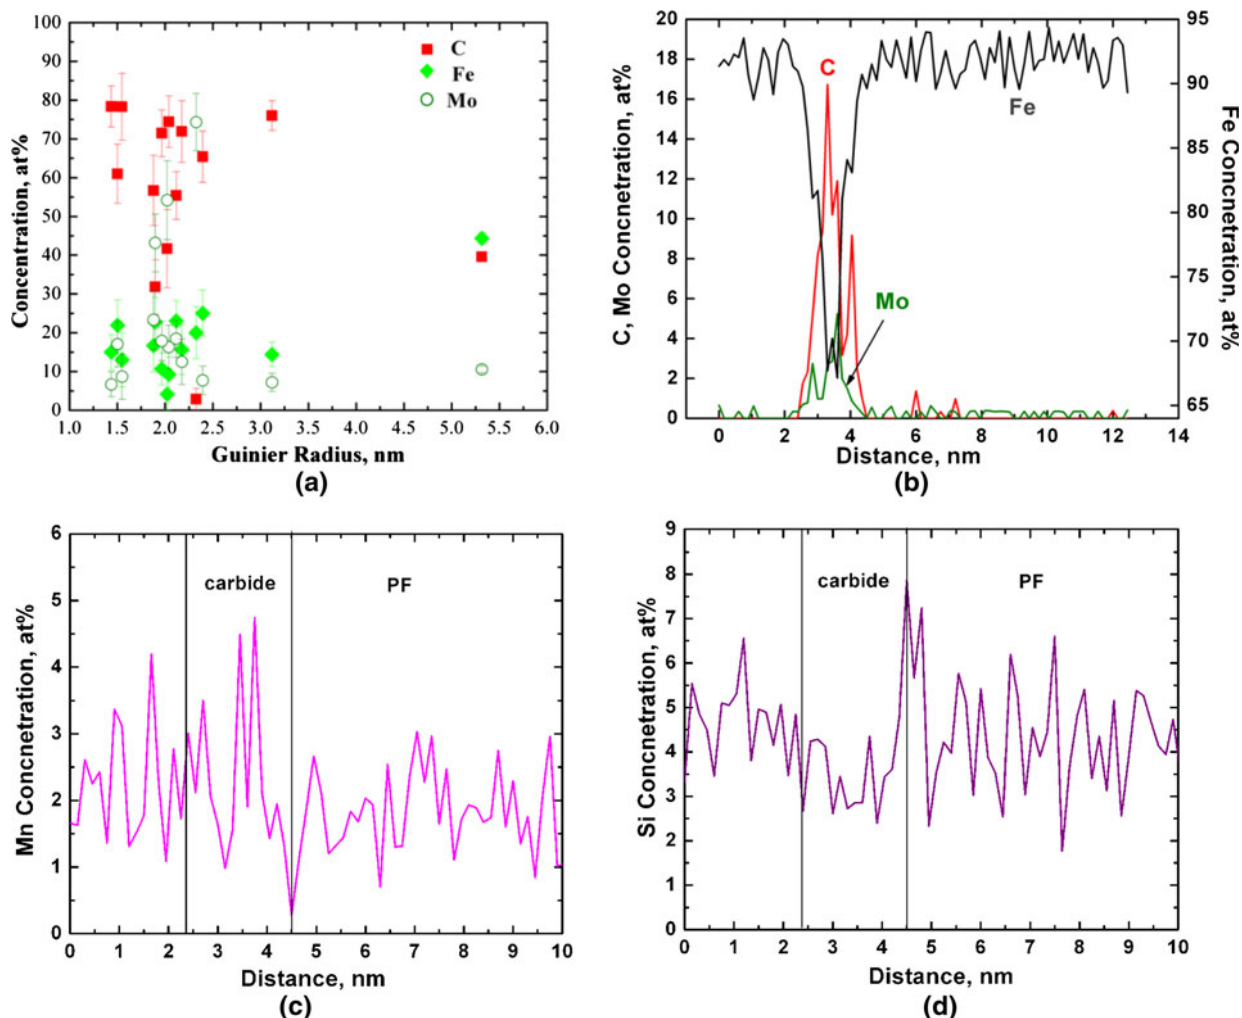 100
90
80
70
60
50
40
30
20
10
0
Concentration, at%
C
Fe
Mo
1.0 1.5 2.0 2.5 3.0 3.5 4.0 4.5 5.0 5.5 6.0
Guinier Radius, nm
(a)
20
18
16
14
12
10
8
6
4
2
0
C, Mo Concnetration, at%
C
Fe
Mo
95
90
85
80
75
70
65
Fe Concnetration, at%
0 2 4 6 8 10 12 14
Distance, nm
(b)
6
5
4
3
2
1
0
Mn Concnetration, at%
carbide PF
0 1 2 3 4 5 6 7 8 9 10
Distance, nm
(c)
9
8
7
6
5
4
3
2
1
0
Si Concnetration, at%
carbide PF
0 1 2 3 4 5 6 7 8 9 10
Distance, nm
(d)